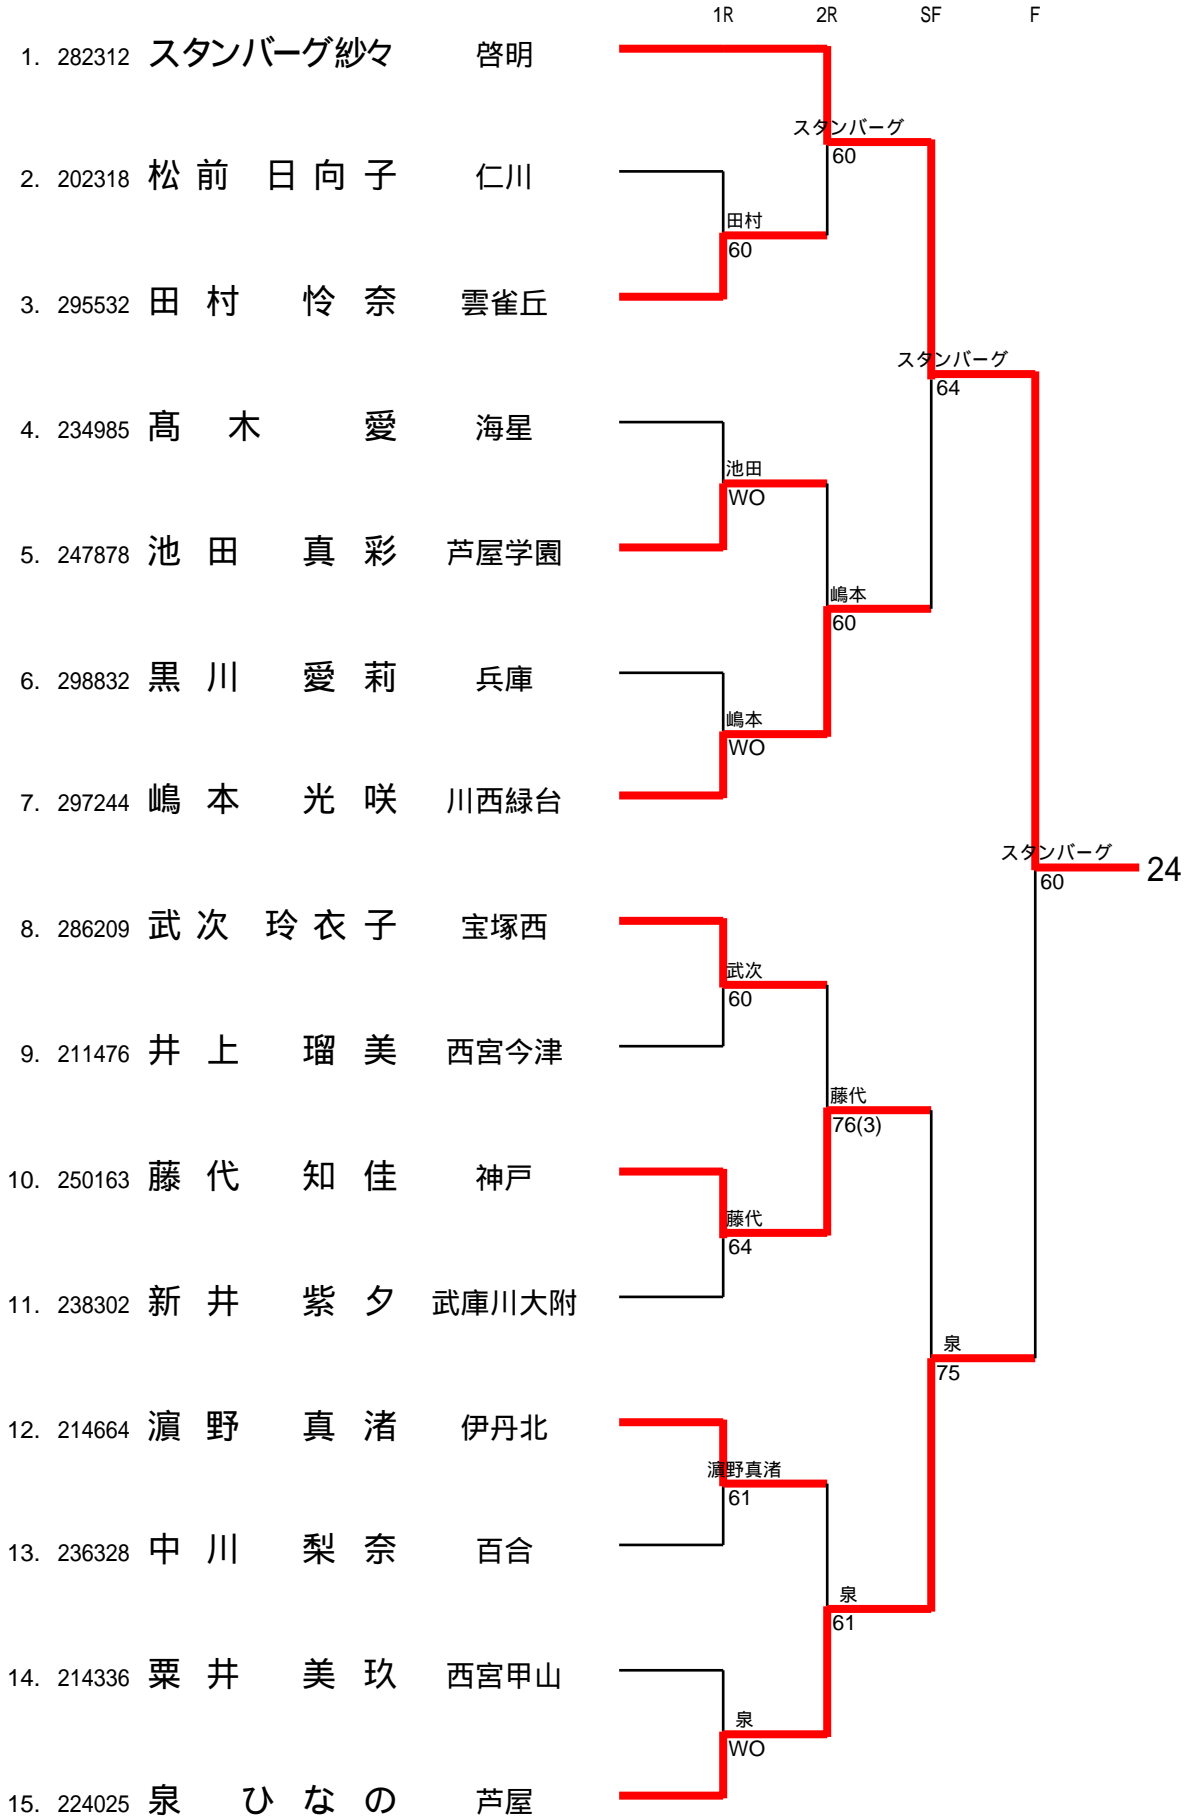 1R 2R SF F
1. 282312 スタンバーグ紗々 啓明
スタンバーグ
60
2. 202318 松前 日向子 仁川
田村
60
3. 295532 田村 怜奈 雲雀丘
スタンバーグ
64
4. 234985 髙木 愛 海星
池田
WO
5. 247878 池田 真彩 芦屋学園
嶋本
60
6. 298832 黒川 愛莉 兵庫
嶋本
WO
7. 297244 嶋本 光咲 川西緑台
スタンバーグ
60
24
8. 286209 武次 玲衣子 宝塚西
武次
60
9. 211476 井上 瑠美 西宮今津
藤代
76(3)
10. 250163 藤代 知佳 神戸
藤代
64
11. 238302 新井 紫夕 武庫川大附
泉
75
12. 214664 濵野 真渚 伊丹北
濵野真渚
61
13. 236328 中川 梨奈 百合
泉
61
14. 214336 粟井 美玖 西宮甲山
泉
WO
15. 224025 泉 ひなの 芦屋